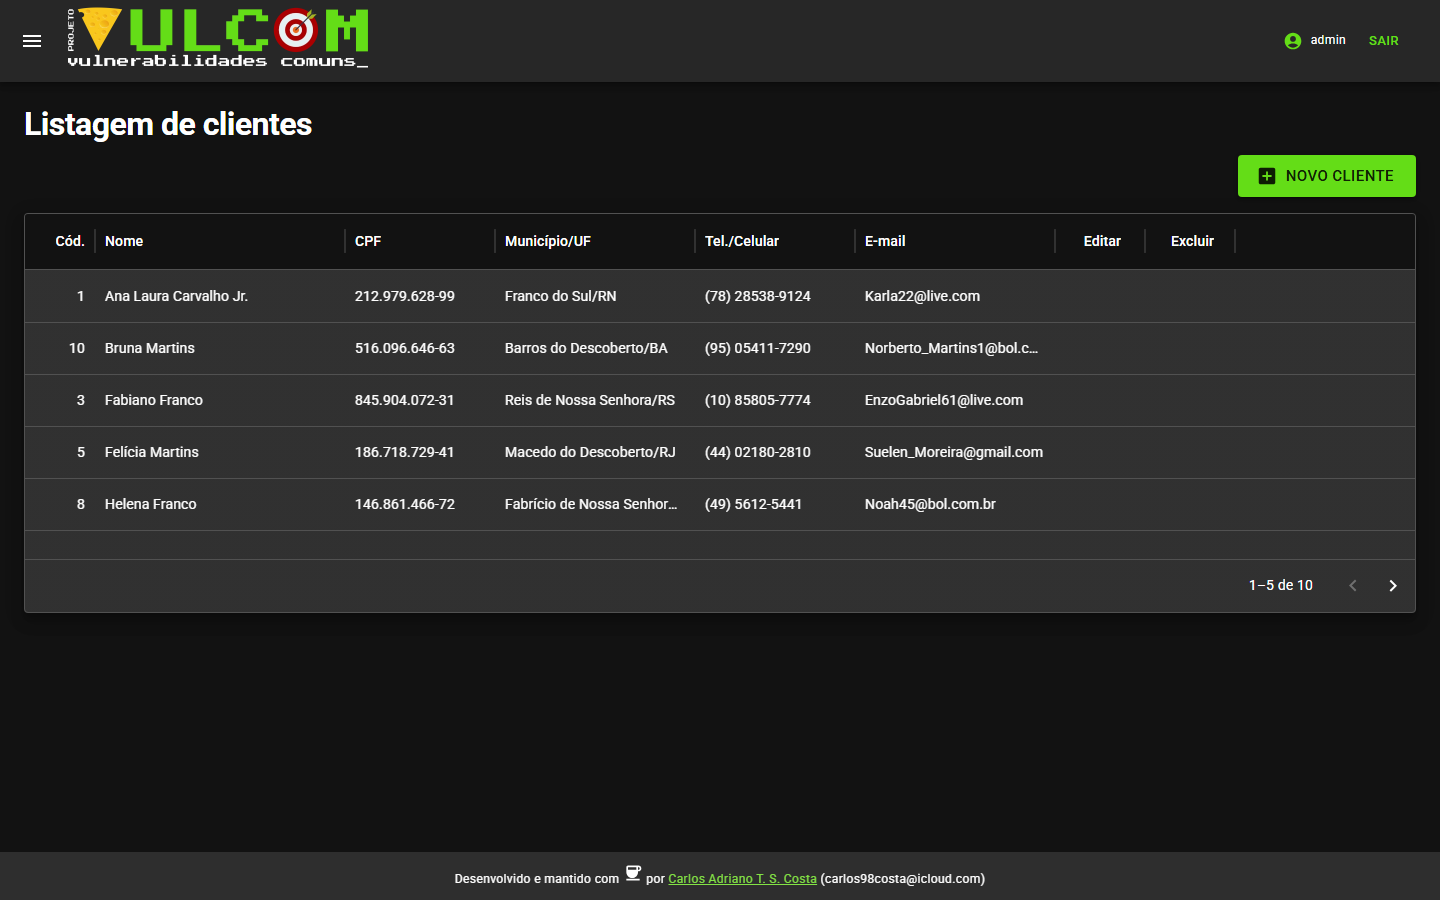 PROJETO
VULCOM
vulnerabilidades comuns_
admin SAIR
Listagem de clientes
NOVO CLIENTE
Cód. Nome CPF Município/UF Tel./Celular E-mail Editar Excluir
1 Ana Laura Carvalho Jr. 212.979.628-99 Franco do Sul/RN (78) 28538-9124 Karla22@live.com
10 Bruna Martins 516.096.646-63 Barros do Descoberto/BA (95) 05411-7290 Norberto_Martins1@bol.c...
3 Fabiano Franco 845.904.072-31 Reis de Nossa Senhora/RS (10) 85805-7774 EnzoGabriel61@live.com
5 Felícia Martins 186.718.729-41 Macedo do Descoberto/RJ (44) 02180-2810 Suelen_Moreira@gmail.com
8 Helena Franco 146.861.466-72 Fabrício de Nossa Senhor... (49) 5612-5441 Noah45@bol.com.br
1–5 de 10
Desenvolvido e mantido com por Carlos Adriano T. S. Costa (carlos98costa@icloud.com)